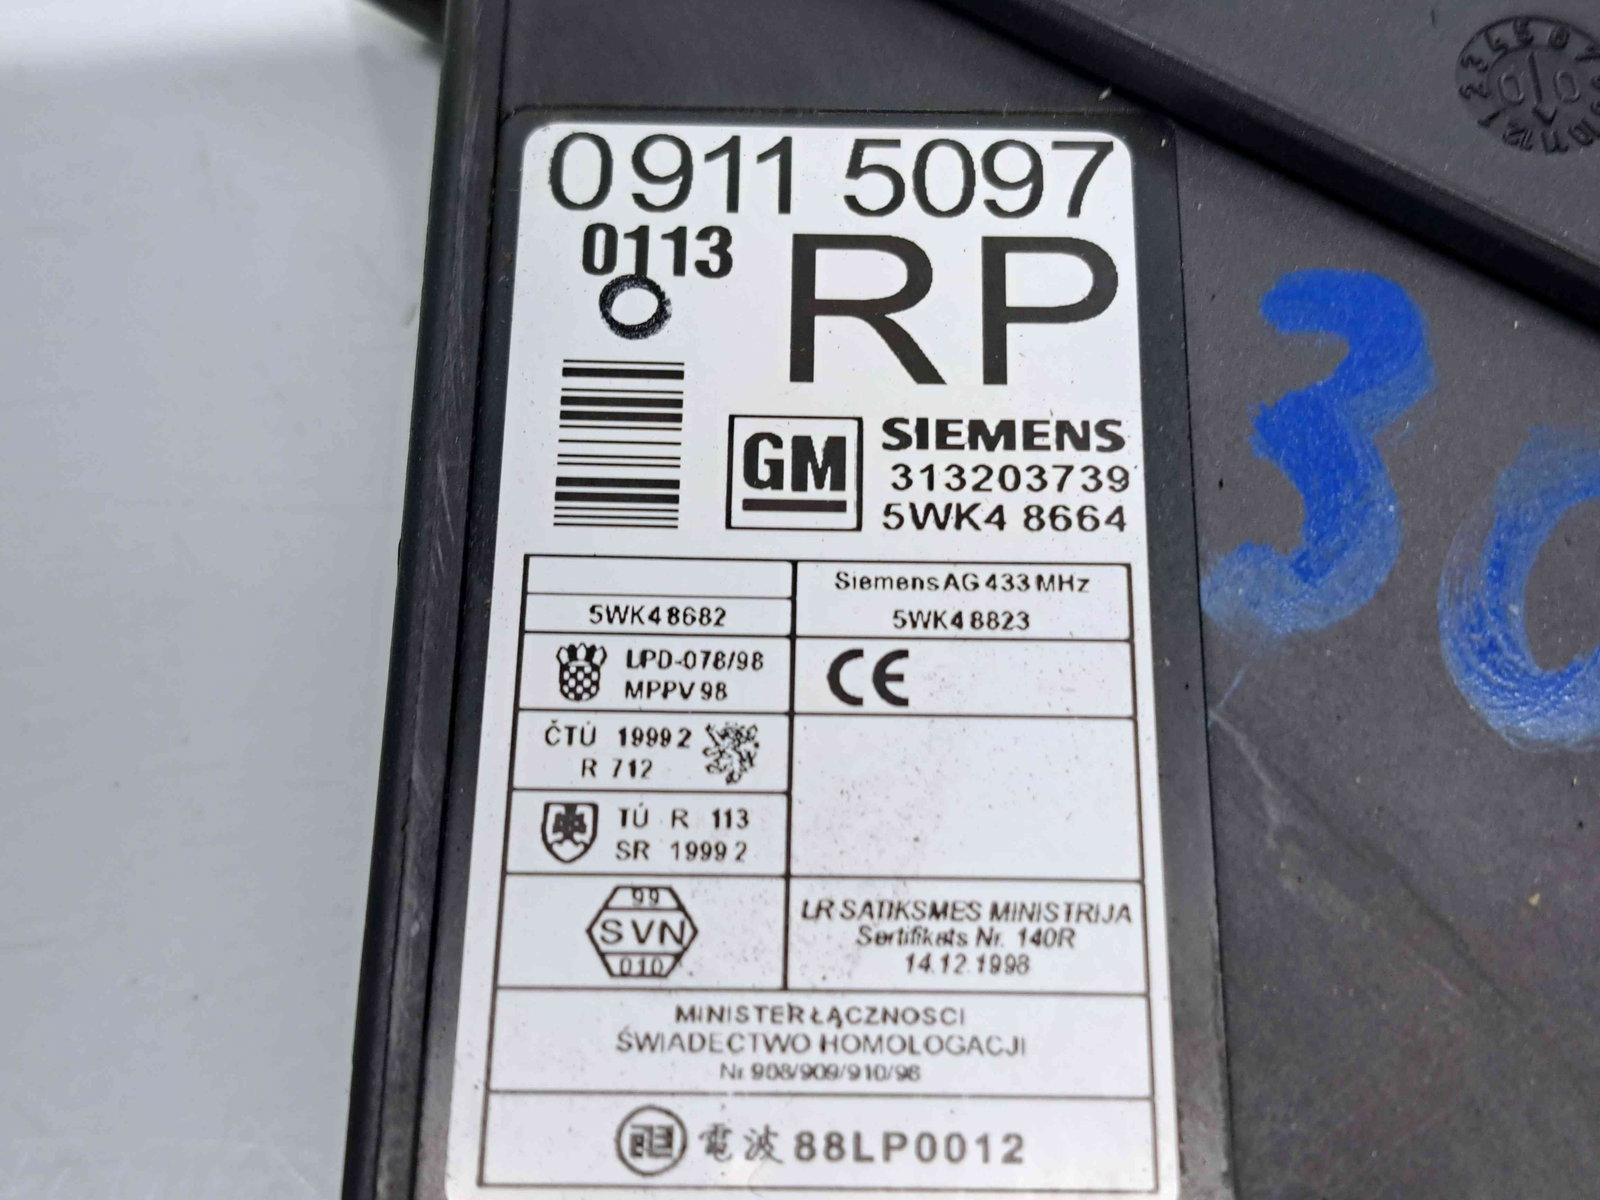 0911 5097
0113
RP
GM
SIEMENS
313203739
5WK4 8664
Siemens AG 433 MHz
5WK4 8682
5WK4 8823
LPD-078/98
MPPV 98
CE
ČTÚ 1999 2
R 712
TÚ R 113
SR 1999 2
99
SVN
010
LR SATIKSMES MINISTRIJA
Sertifikats Nr. 140R
14.12.1998
MINISTER ŁĄCZNOSCI
ŚWIADECTWO HOMOLOGACJI
Nr 908/909/910/98
電波 88LP0012
30